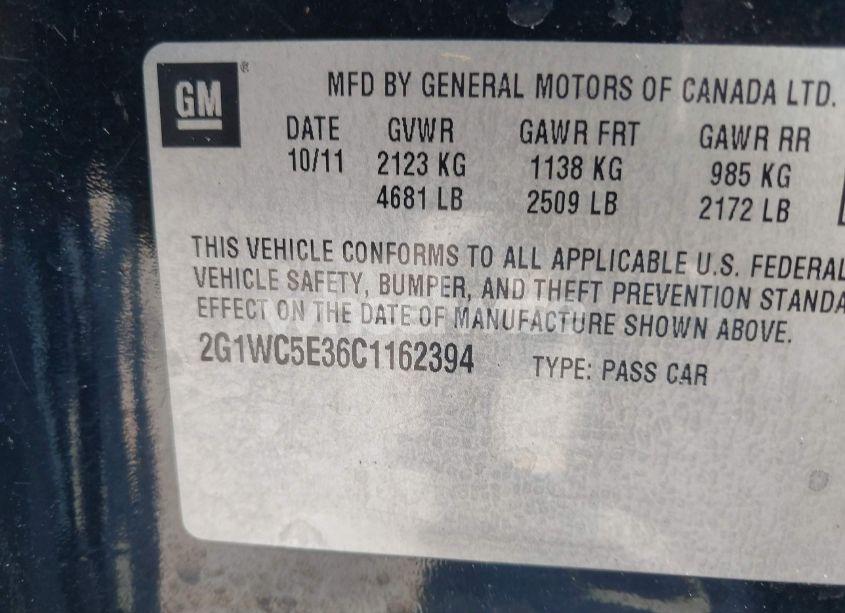 GM ®
MFD BY GENERAL MOTORS OF CANADA LTD.
DATE GVWR GAWR FRT GAWR RR
10/11 2123 KG 1138 KG 985 KG
4681 LB 2509 LB 2172 LB
THIS VEHICLE CONFORMS TO ALL APPLICABLE U.S. FEDERAL
VEHICLE SAFETY, BUMPER, AND THEFT PREVENTION STANDA
EFFECT ON THE DATE OF MANUFACTURE SHOWN ABOVE.
2G1WC5E36C1162394 TYPE: PASS CAR